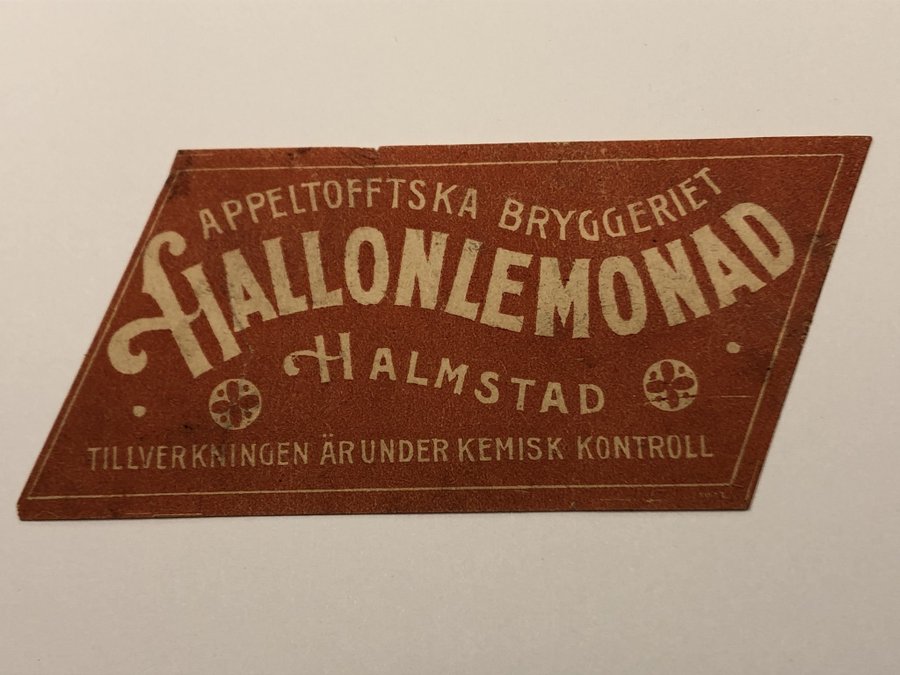 APPELTOFFTSKA BRYGGERIET
HALLONLEMONAD
HALMSTAD
TILLVERKNINGEN ÄR UNDER KEMISK KONTROLL